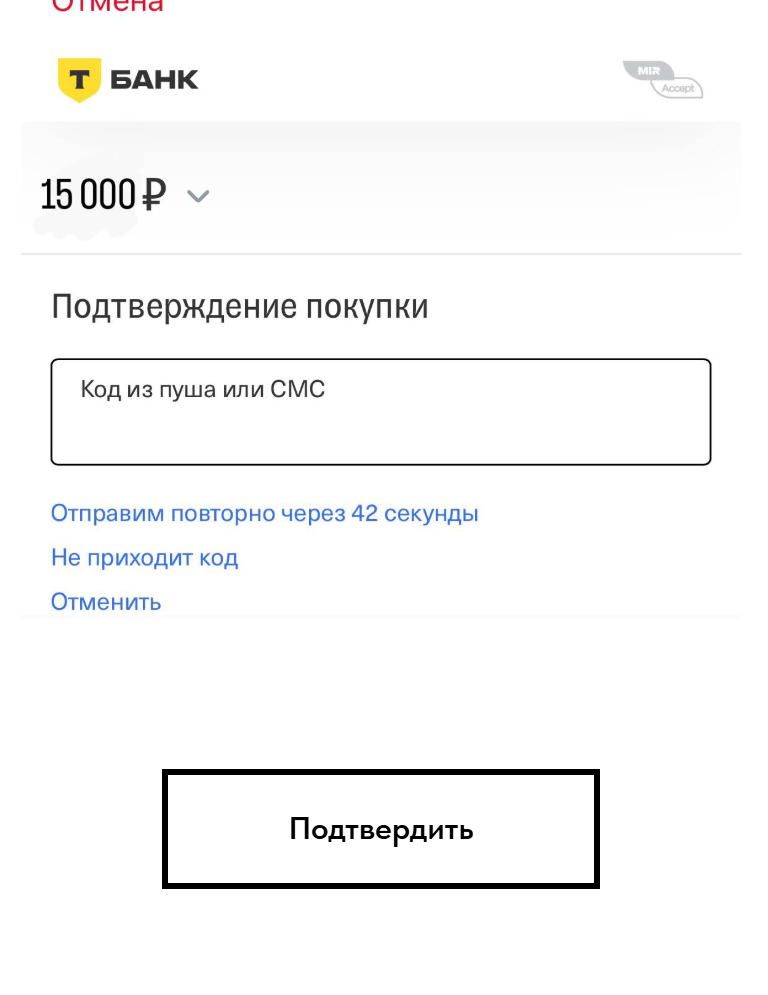 Отмена
Т БАНК
MIR
Accept
15 000 ₽
Подтверждение покупки
Код из пуша или СМС
Отправим повторно через 42 секунды
Не приходит код
Отменить
Подтвердить